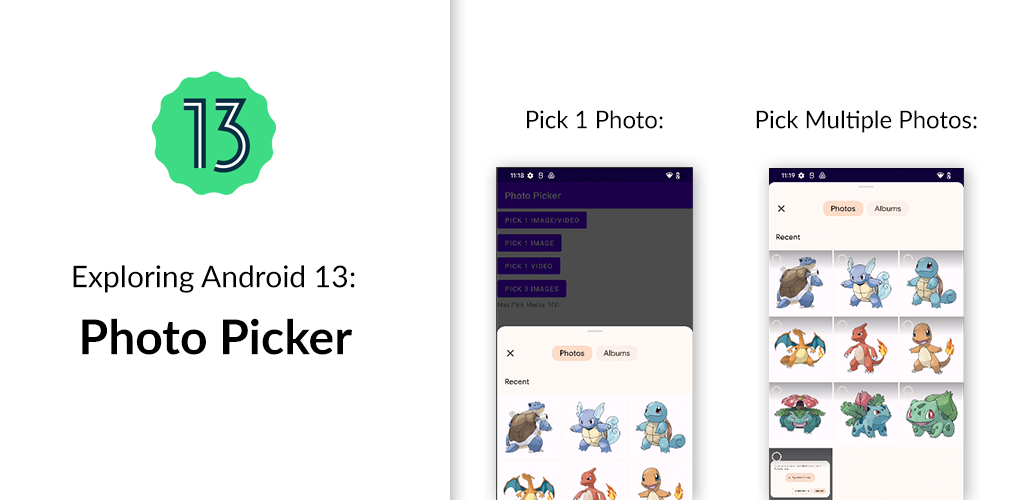 13
Exploring Android 13:
Photo Picker
Pick 1 Photo:
11:18
Photo Picker
PICK 1 IMAGE/VIDEO
PICK 1 IMAGE
PICK 1 VIDEO
PICK 3 IMAGES
Max Pick Media: 100
Photos
Albums
Recent
Pick Multiple Photos:
11:19
Photos
Albums
Recent